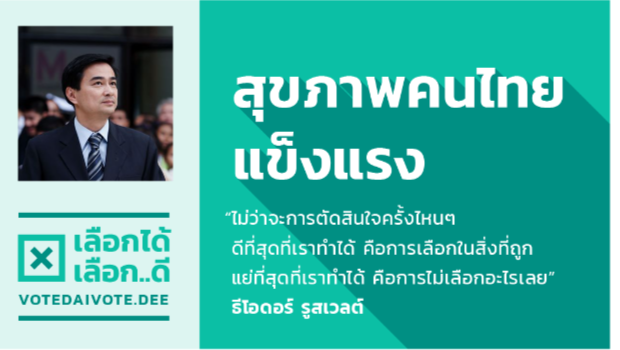 สุขภาพคนไทย
แข็งแรง
“ไม่ว่าจะการตัดสินใจครั้งไหนๆ
ดีที่สุดที่เราทำได้ คือการเลือกในสิ่งที่ถูก
แย่ที่สุดที่เราทำได้ คือการไม่เลือกอะไรเลย”
ธีโอดอร์ รูสเวลต์
เลือกได้
เลือก..ดี
VOTEDAIVOTE.DEE